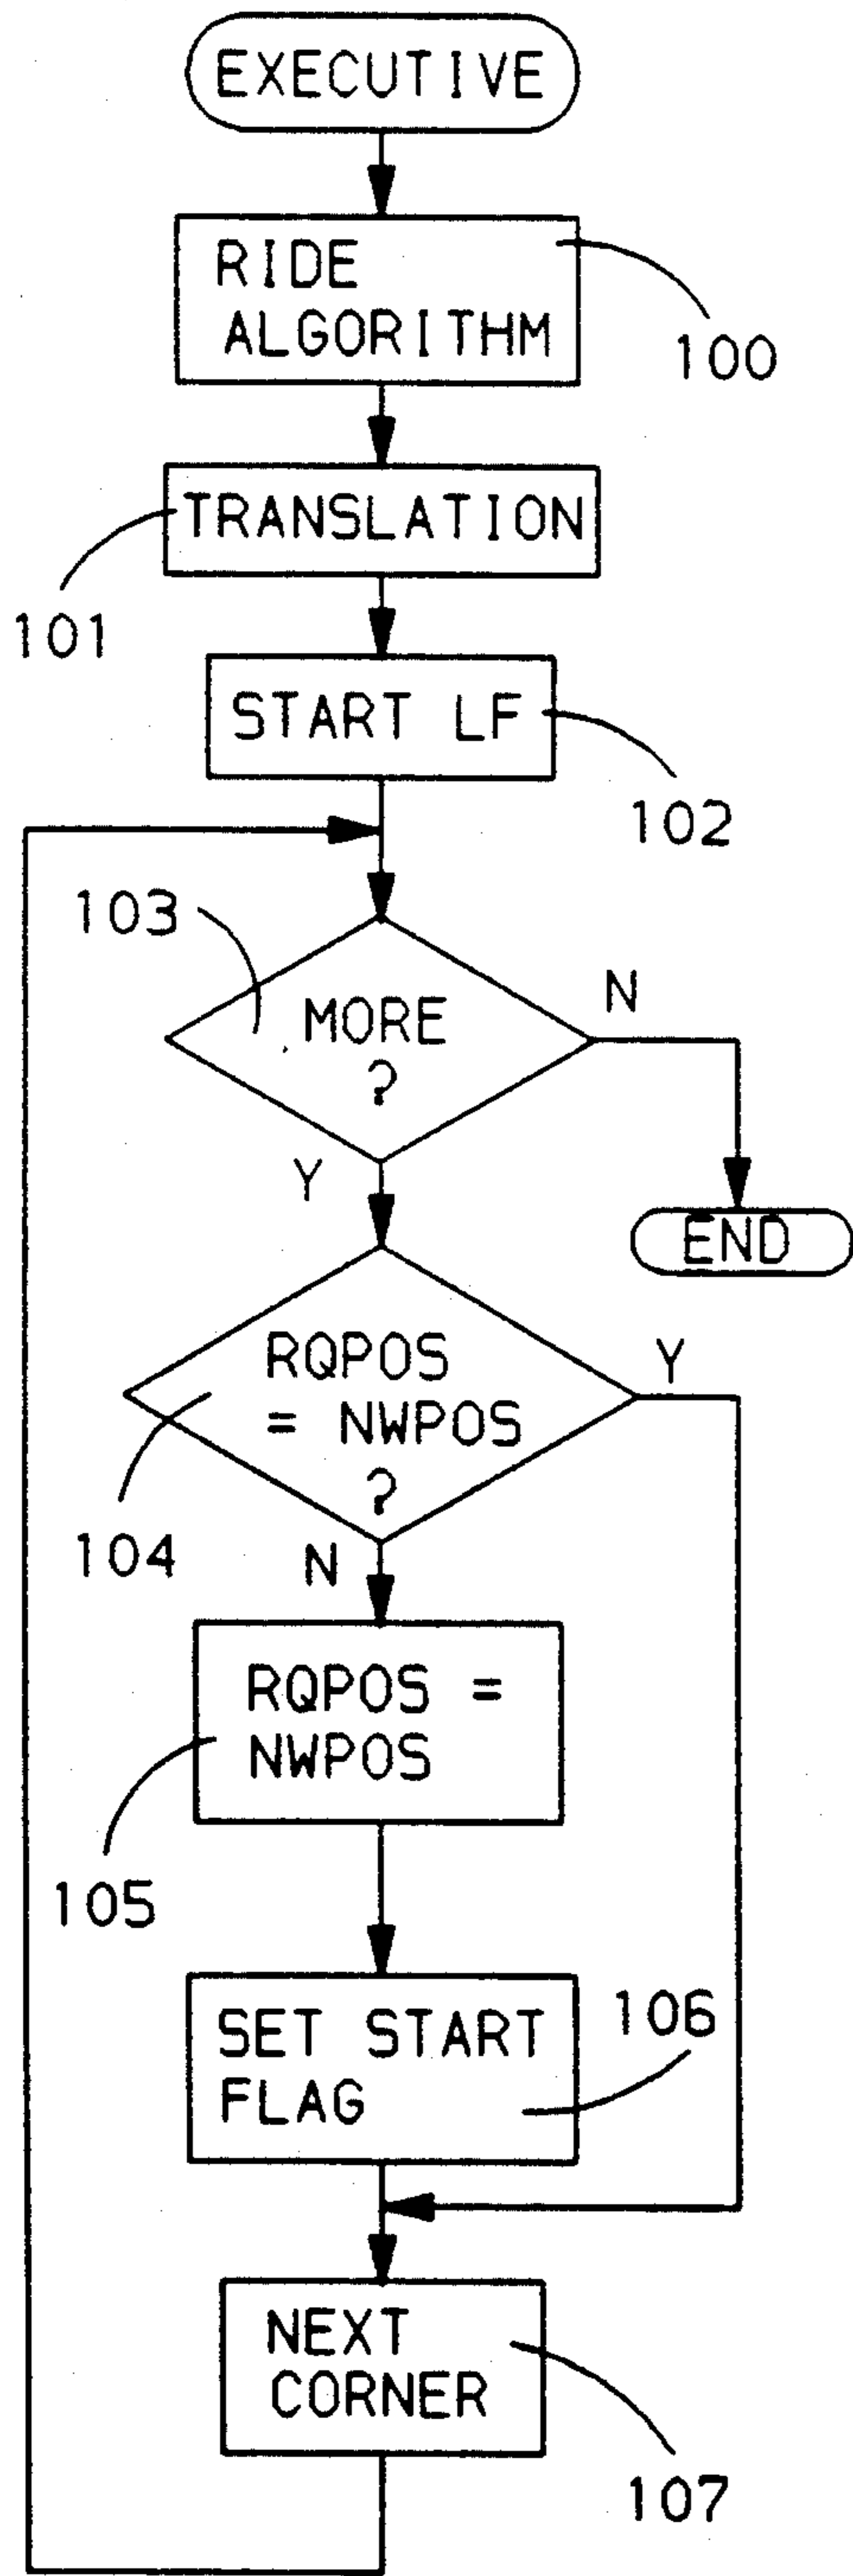 EXECUTIVE
RIDE
ALGORITHM
100
TRANSLATION
101
START LF
102
103
MORE
?
N
Y
END
RQPOS
= NWPOS
?
Y
104
N
RQPOS =
NWPOS
105
SET START
FLAG
106
NEXT
CORNER
107